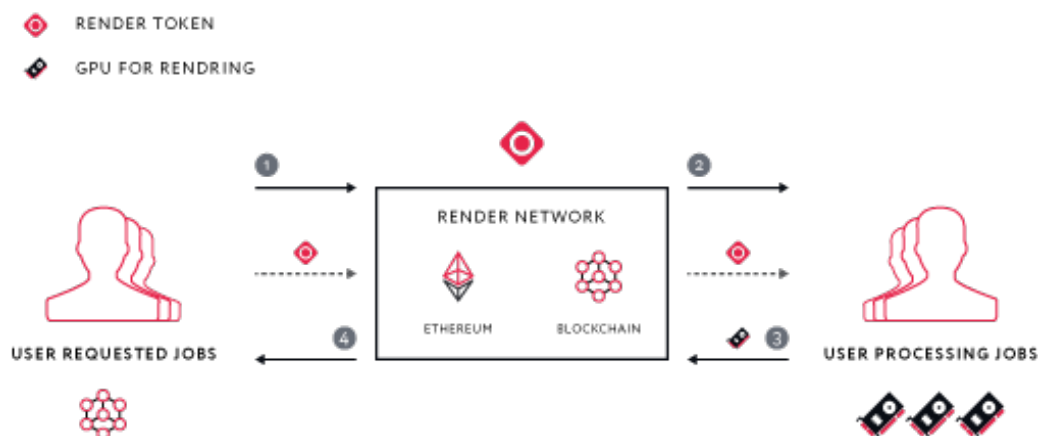 RENDER TOKEN
GPU FOR RENDRING
1
2
RENDER NETWORK
ETHEREUM
BLOCKCHAIN
4
3
USER REQUESTED JOBS
USER PROCESSING JOBS